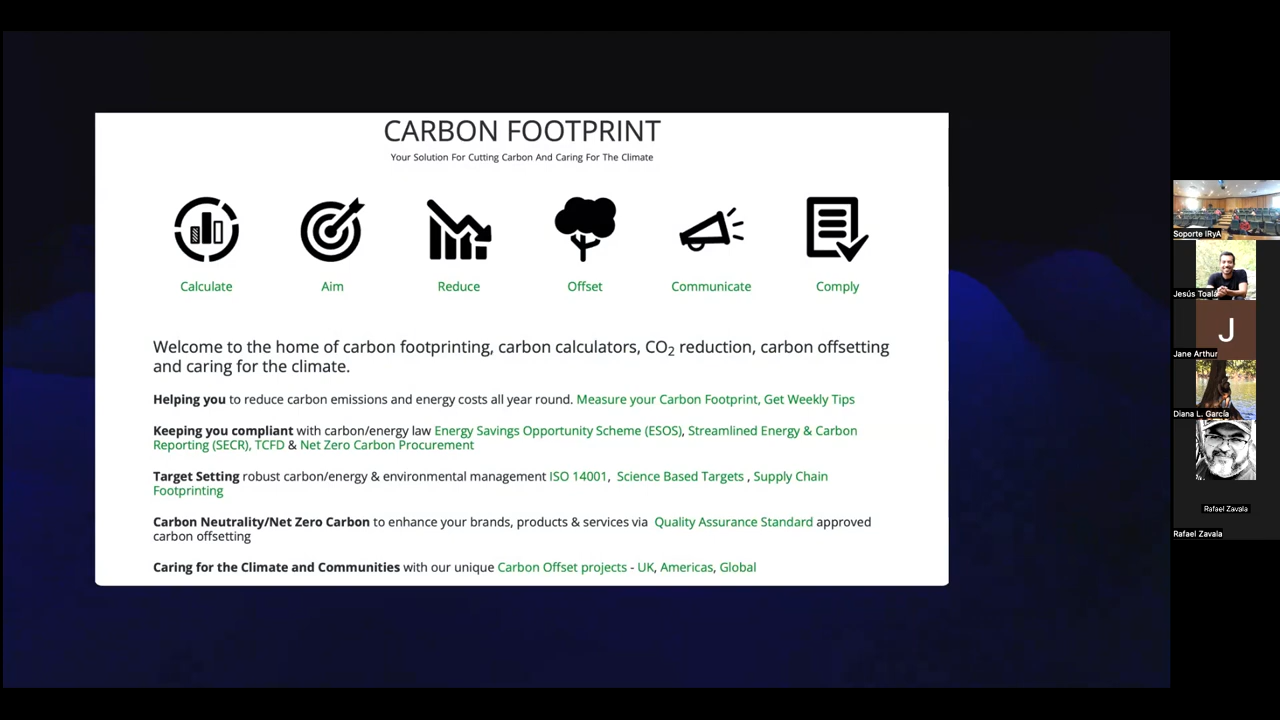 CARBON FOOTPRINT
Your Solution For Cutting Carbon And Caring For The Climate
Calculate
Aim
Reduce
Offset
Communicate
Comply
Welcome to the home of carbon footprinting, carbon calculators, CO₂ reduction, carbon offsetting
and caring for the climate.
Helping you to reduce carbon emissions and energy costs all year round. Measure your Carbon Footprint, Get Weekly Tips
Keeping you compliant with carbon/energy law Energy Savings Opportunity Scheme (ESOS), Streamlined Energy & Carbon
Reporting (SECR), TCFD & Net Zero Carbon Procurement
Target Setting robust carbon/energy & environmental management ISO 14001, Science Based Targets , Supply Chain
Footprinting
Carbon Neutrality/Net Zero Carbon to enhance your brands, products & services via Quality Assurance Standard approved
carbon offsetting
Caring for the Climate and Communities with our unique Carbon Offset projects - UK, Americas, Global
Soporte IRyA
Jesús Toalá
J
Jane Arthur
Diana L. García
Rafael Zavala
Rafael Zavala